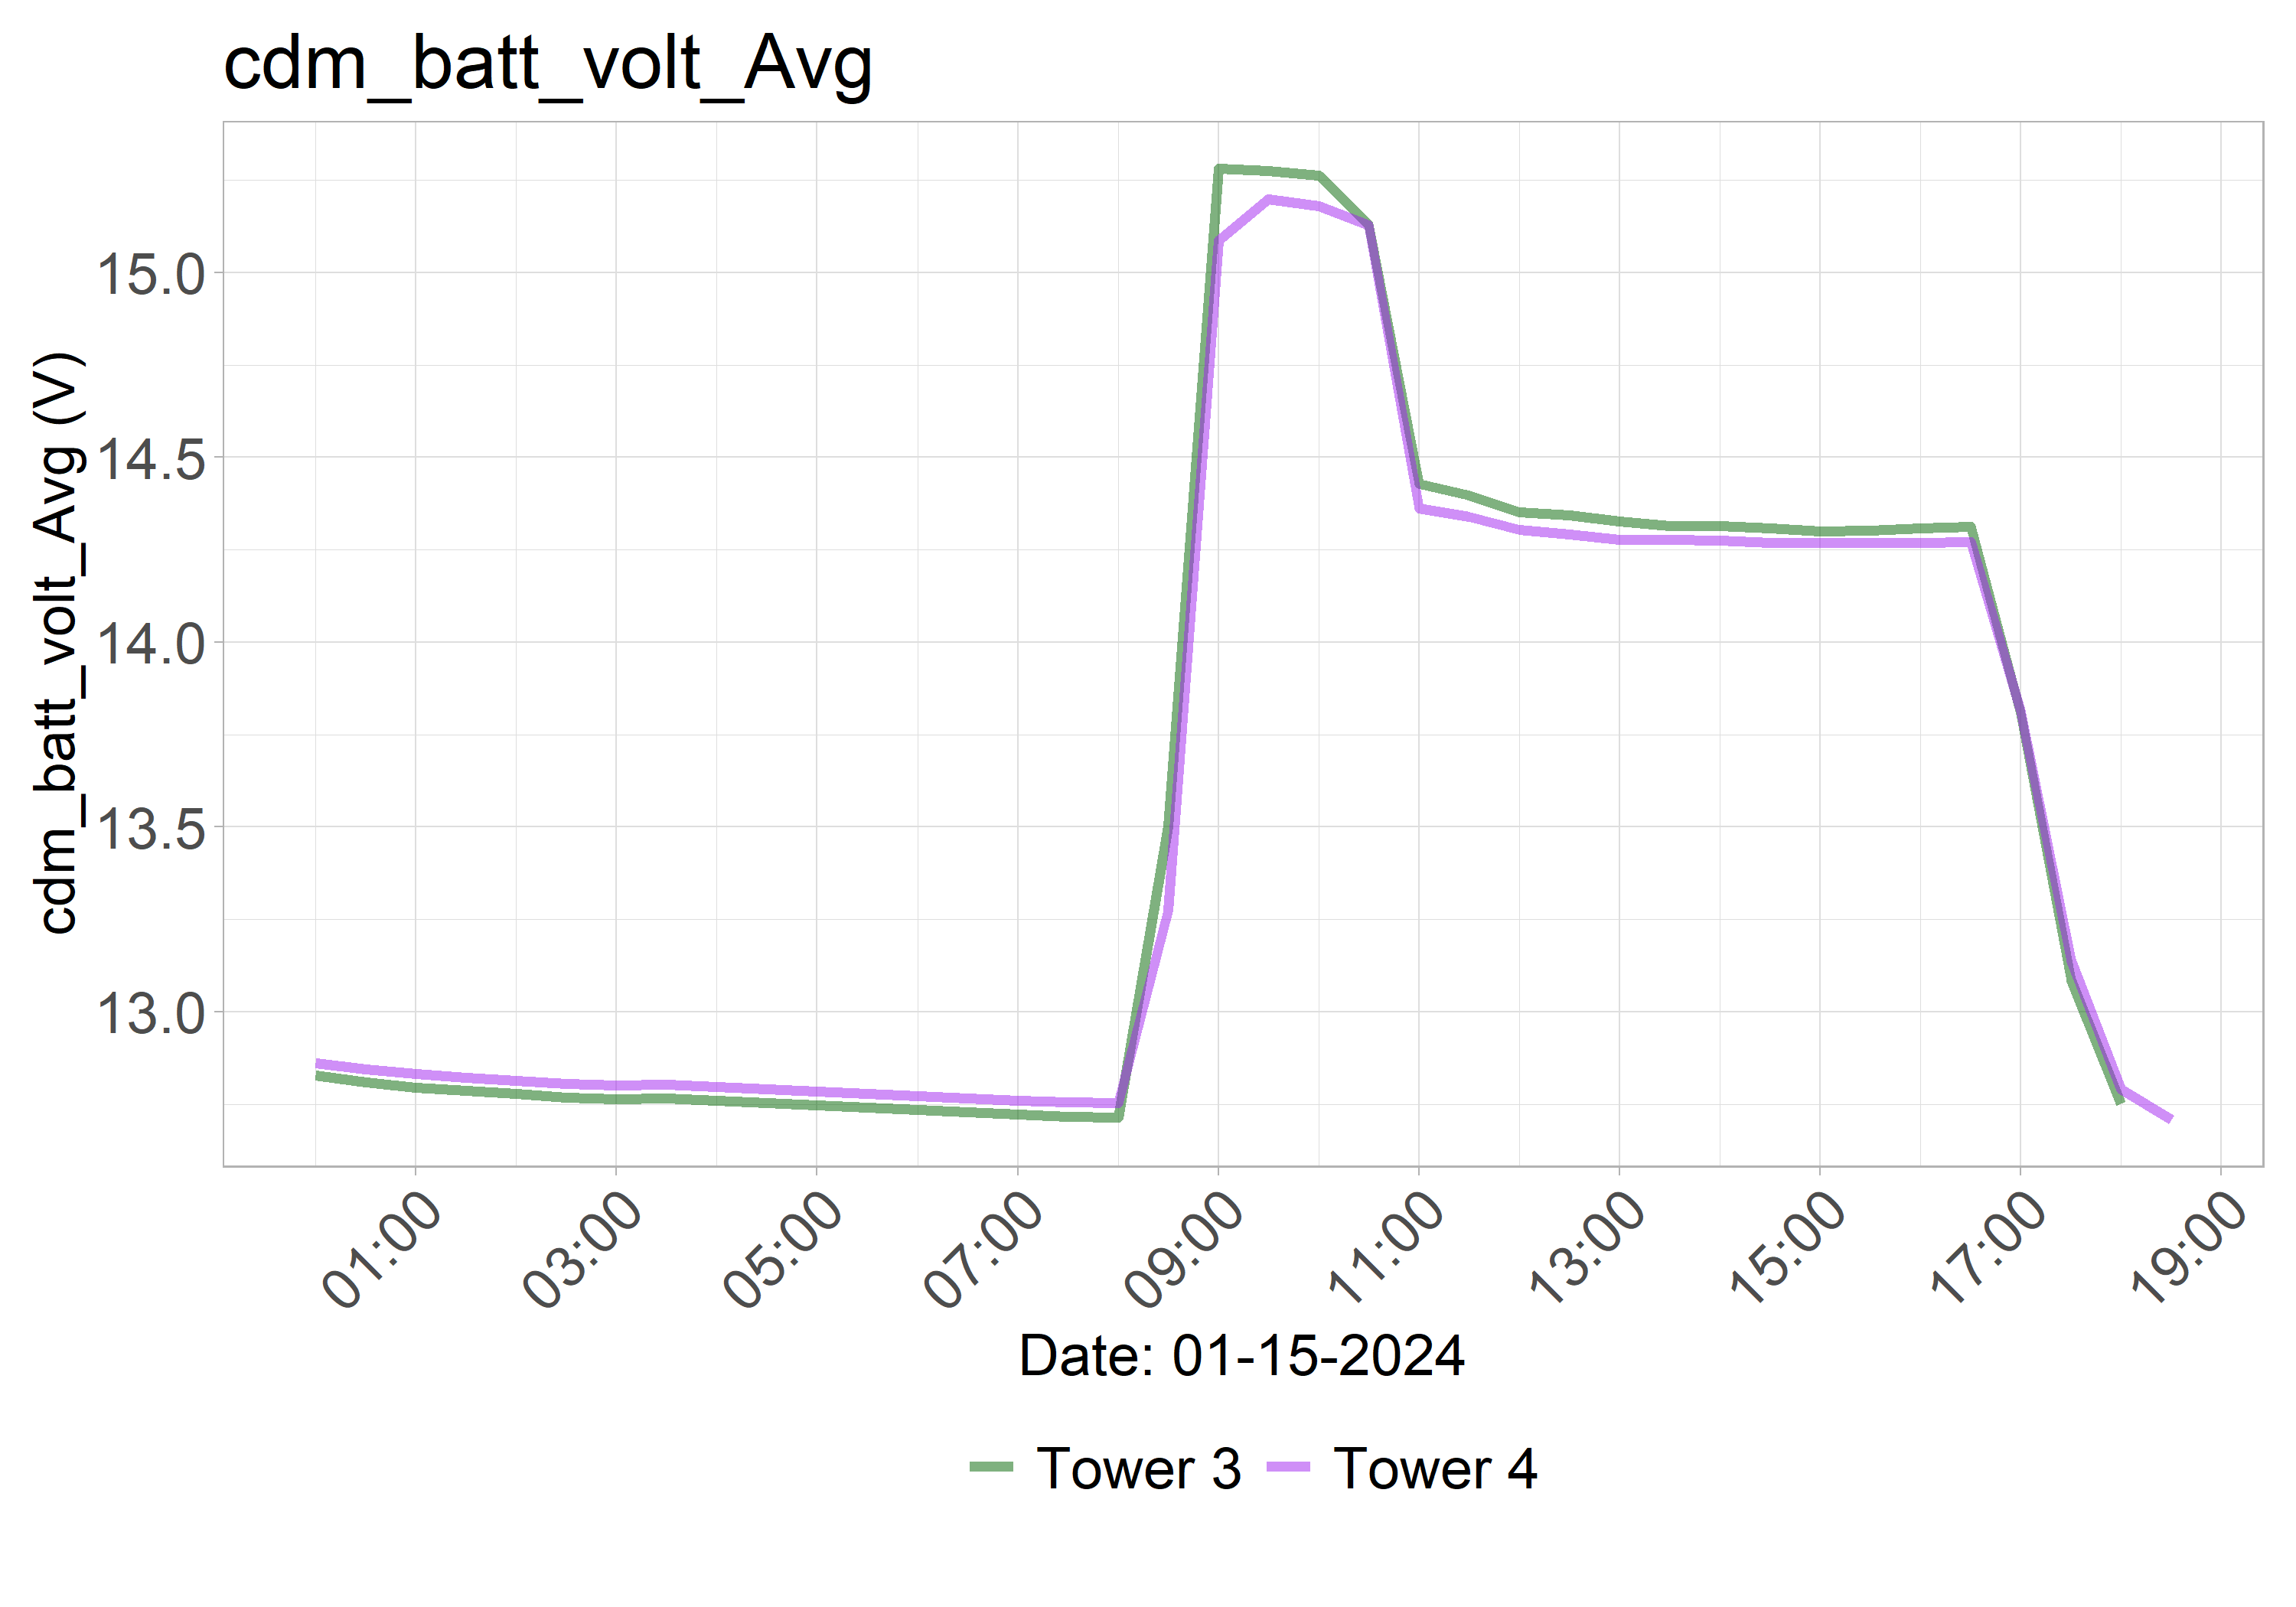 cdm_batt_volt_Avg
cdm_batt_volt_Avg (V)
15.0
14.5
14.0
13.5
13.0
01:00 03:00 05:00 07:00 09:00 11:00 13:00 15:00 17:00 19:00
Date: 01-15-2024
Tower 3 Tower 4